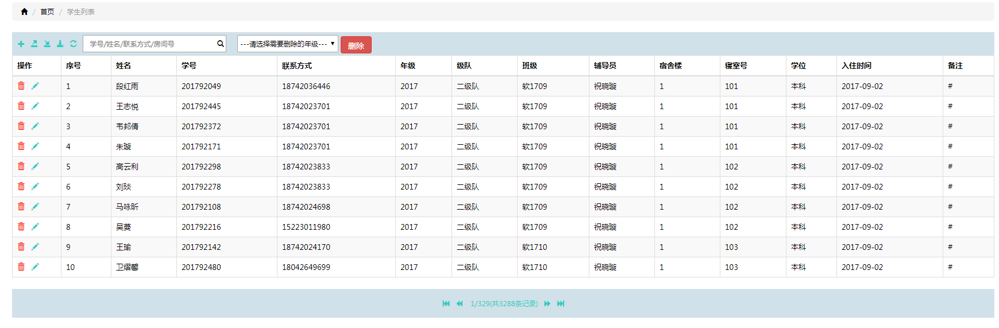 / 首页 / 学生列表
学号/姓名/联系方式/房间号 ---请选择需要删除的年级--- 删除
操作 序号 姓名 学号 联系方式 年级 级队 班级 辅导员 宿舍楼 寝室号 学位 入住时间 备注
1 段红雨 201792049 18742036446 2017 二级队 软1709 祝晓璇 1 101 本科 2017-09-02 #
2 王志悦 201792445 18742023701 2017 二级队 软1709 祝晓璇 1 101 本科 2017-09-02 #
3 韦邦倩 201792372 18742023701 2017 二级队 软1709 祝晓璇 1 101 本科 2017-09-02 #
4 朱璇 201792171 18742023701 2017 二级队 软1709 祝晓璇 1 101 本科 2017-09-02 #
5 高云利 201792298 18742023833 2017 二级队 软1709 祝晓璇 1 102 本科 2017-09-02 #
6 刘琰 201792278 18742023833 2017 二级队 软1709 祝晓璇 1 102 本科 2017-09-02 #
7 马咏昕 201792108 18742024698 2017 二级队 软1709 祝晓璇 1 102 本科 2017-09-02 #
8 201792216 15223011980 2017 二级队 软1709 祝晓璇 1 102 本科 2017-09-02 #
9 王瑜 201792142 18742024170 2017 二级队 软1710 祝晓璇 1 103 本科 2017-09-02 #
10 卫熠馨 201792480 18042649699 2017 二级队 软1710 祝晓璇 1 103 本科 2017-09-02 #
1/329(共3288条记录)